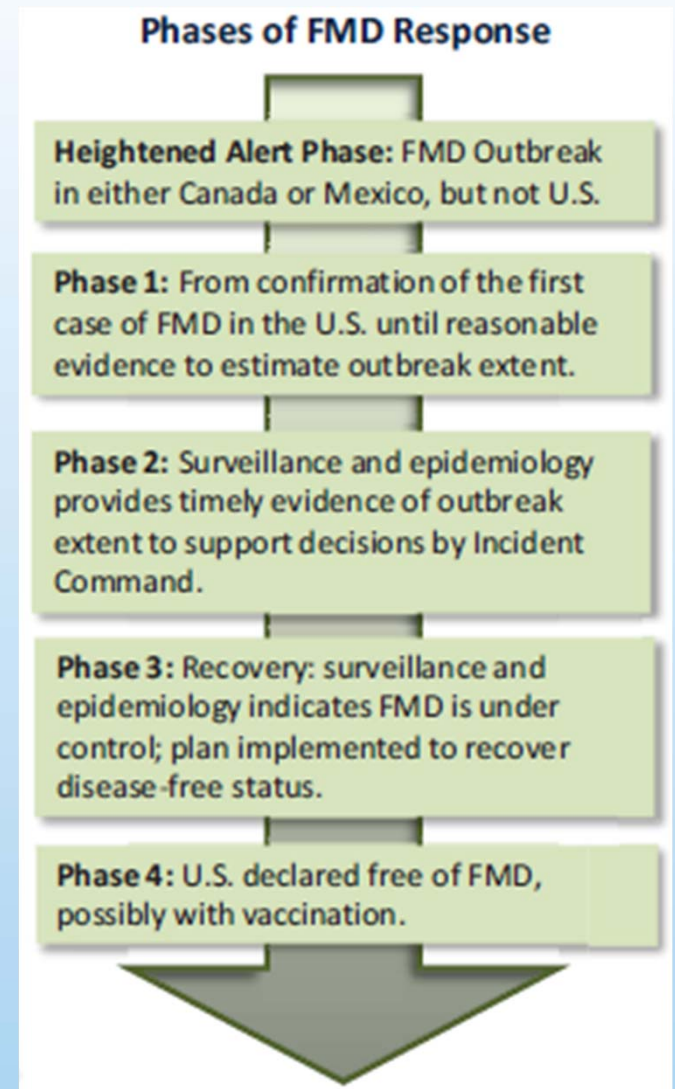 Phases of FMD Response
Heightened Alert Phase: FMD Outbreak
in either Canada or Mexico, but not U.S.
Phase 1: From confirmation of the first
case of FMD in the U.S. until reasonable
evidence to estimate outbreak extent.
Phase 2: Surveillance and epidemiology
provides timely evidence of outbreak
extent to support decisions by Incident
Command.
Phase 3: Recovery: surveillance and
epidemiology indicates FMD is under
control; plan implemented to recover
disease-free status.
Phase 4: U.S. declared free of FMD,
possibly with vaccination.